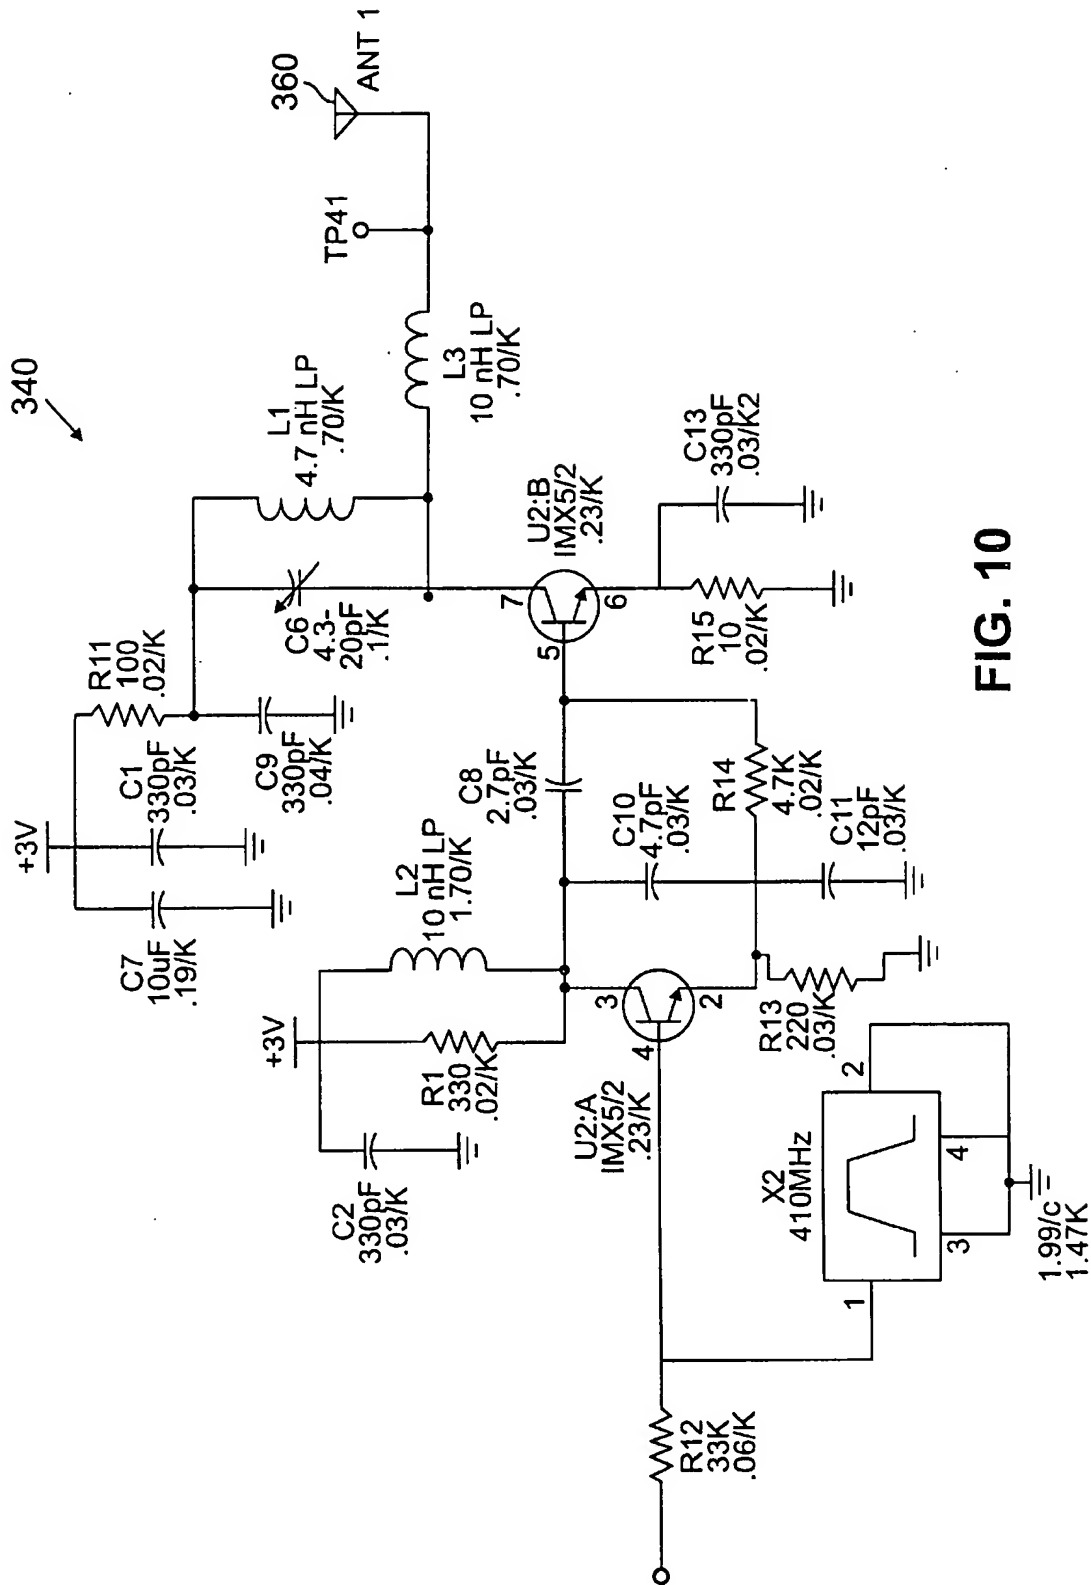 340
360
ANT 1
TP41
L1
4.7 nH LP
.70/K
L3
10 nH LP
.70/K
+3V
R11
100
.02/K
C1
330pF
.03/K
C7
10uF
.19/K
C9
330pF
.04/K
C6
4.3-
20pF
.1/K
U2:B
IMX5/2
.23/K
7
5
6
C13
330pF
.03/K2
R15
10
.02/K
+3V
L2
10 nH LP
1.70/K
C8
2.7pF
.03/K
R1
330
.02/K
C2
330pF
.03/K
C10
4.7pF
.03/K
R14
4.7K
.02/K
C11
12pF
.03/K
U2:A
IMX5/2
.23/K
3
4
2
R13
220
.03/K
X2
410MHz
1
2
3
4
1.99/c
1.47K
R12
33K
.06/K
FIG. 10